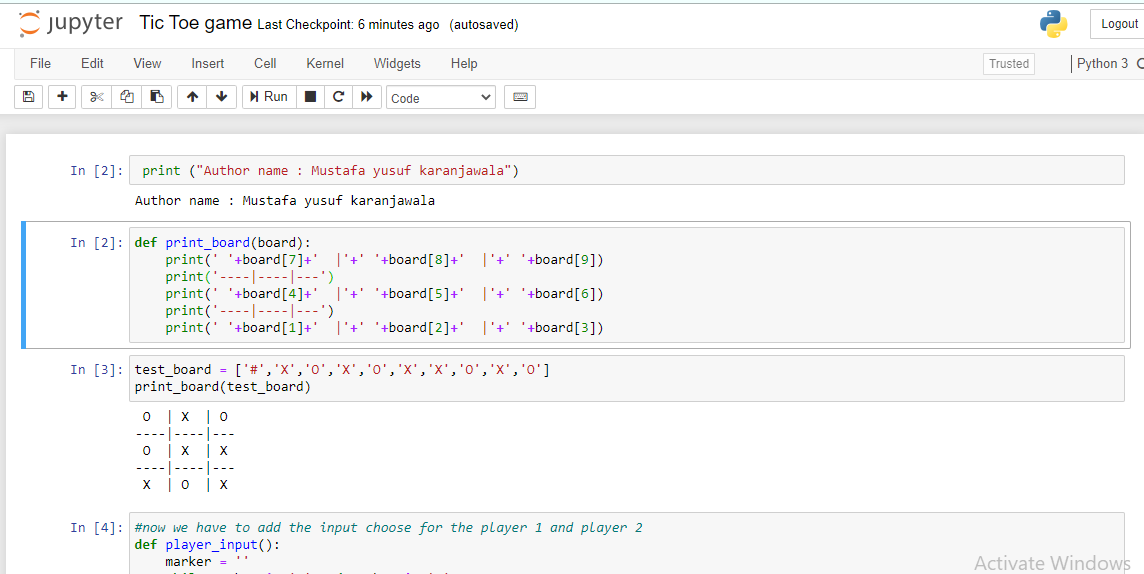 jupyter Tic Toe game Last Checkpoint: 6 minutes ago (autosaved) Logout
File Edit View Insert Cell Kernel Widgets Help Trusted Python 3
Run Code
In [2]: print ("Author name : Mustafa yusuf karanjawala")
Author name : Mustafa yusuf karanjawala
In [2]: def print_board(board):
    print(' '+board[7]+'  |'+' '+board[8]+'  |'+' '+board[9])
    print('----|----|---')
    print(' '+board[4]+'  |'+' '+board[5]+'  |'+' '+board[6])
    print('----|----|---')
    print(' '+board[1]+'  |'+' '+board[2]+'  |'+' '+board[3])
In [3]: test_board = ['#','X','O','X','O','X','X','O','X','O']
print_board(test_board)
 O  | X  | O
----|----|---
 O  | X  | X
----|----|---
 X  | O  | X
In [4]: #now we have to add the input choose for the player 1 and player 2
def player_input():
    marker = ''
Activate Windows